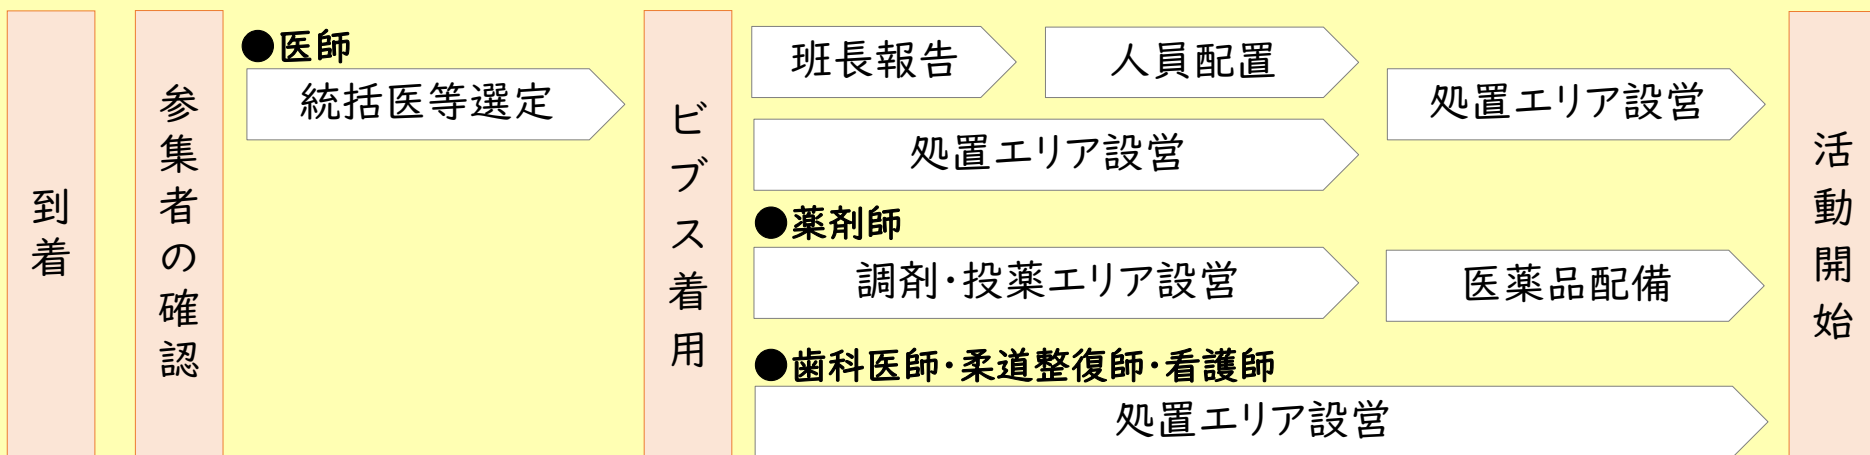 到着
参集者の確認
●医師
統括医等選定
ビブス着用
班長報告
人員配置
処置エリア設営
処置エリア設営
●薬剤師
調剤・投薬エリア設営
医薬品配備
●歯科医師・柔道整復師・看護師
処置エリア設営
活動開始